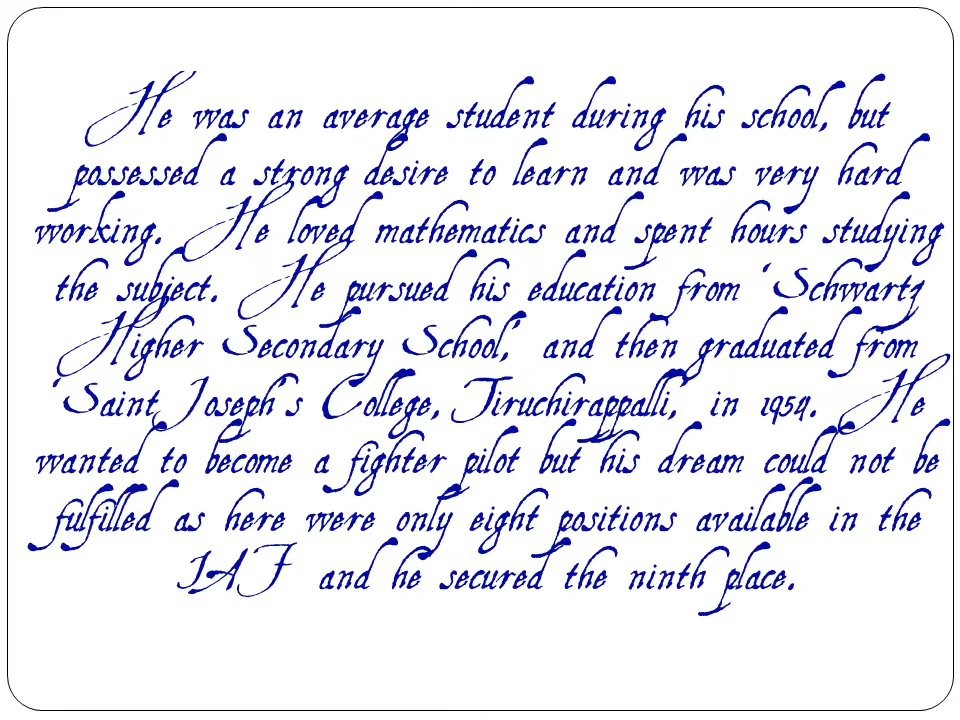 He was an average student during his school, but
possessed a strong desire to learn and was very hard
working. He loved mathematics and spent hours studying
the subject. He pursued his education from 'Schwartz
Higher Secondary School,' and then graduated from
'Saint Joseph's College, Tiruchirappalli,' in 1954. He
wanted to become a fighter pilot but his dream could not be
fulfilled as here were only eight positions available in the
IAF and he secured the ninth place.